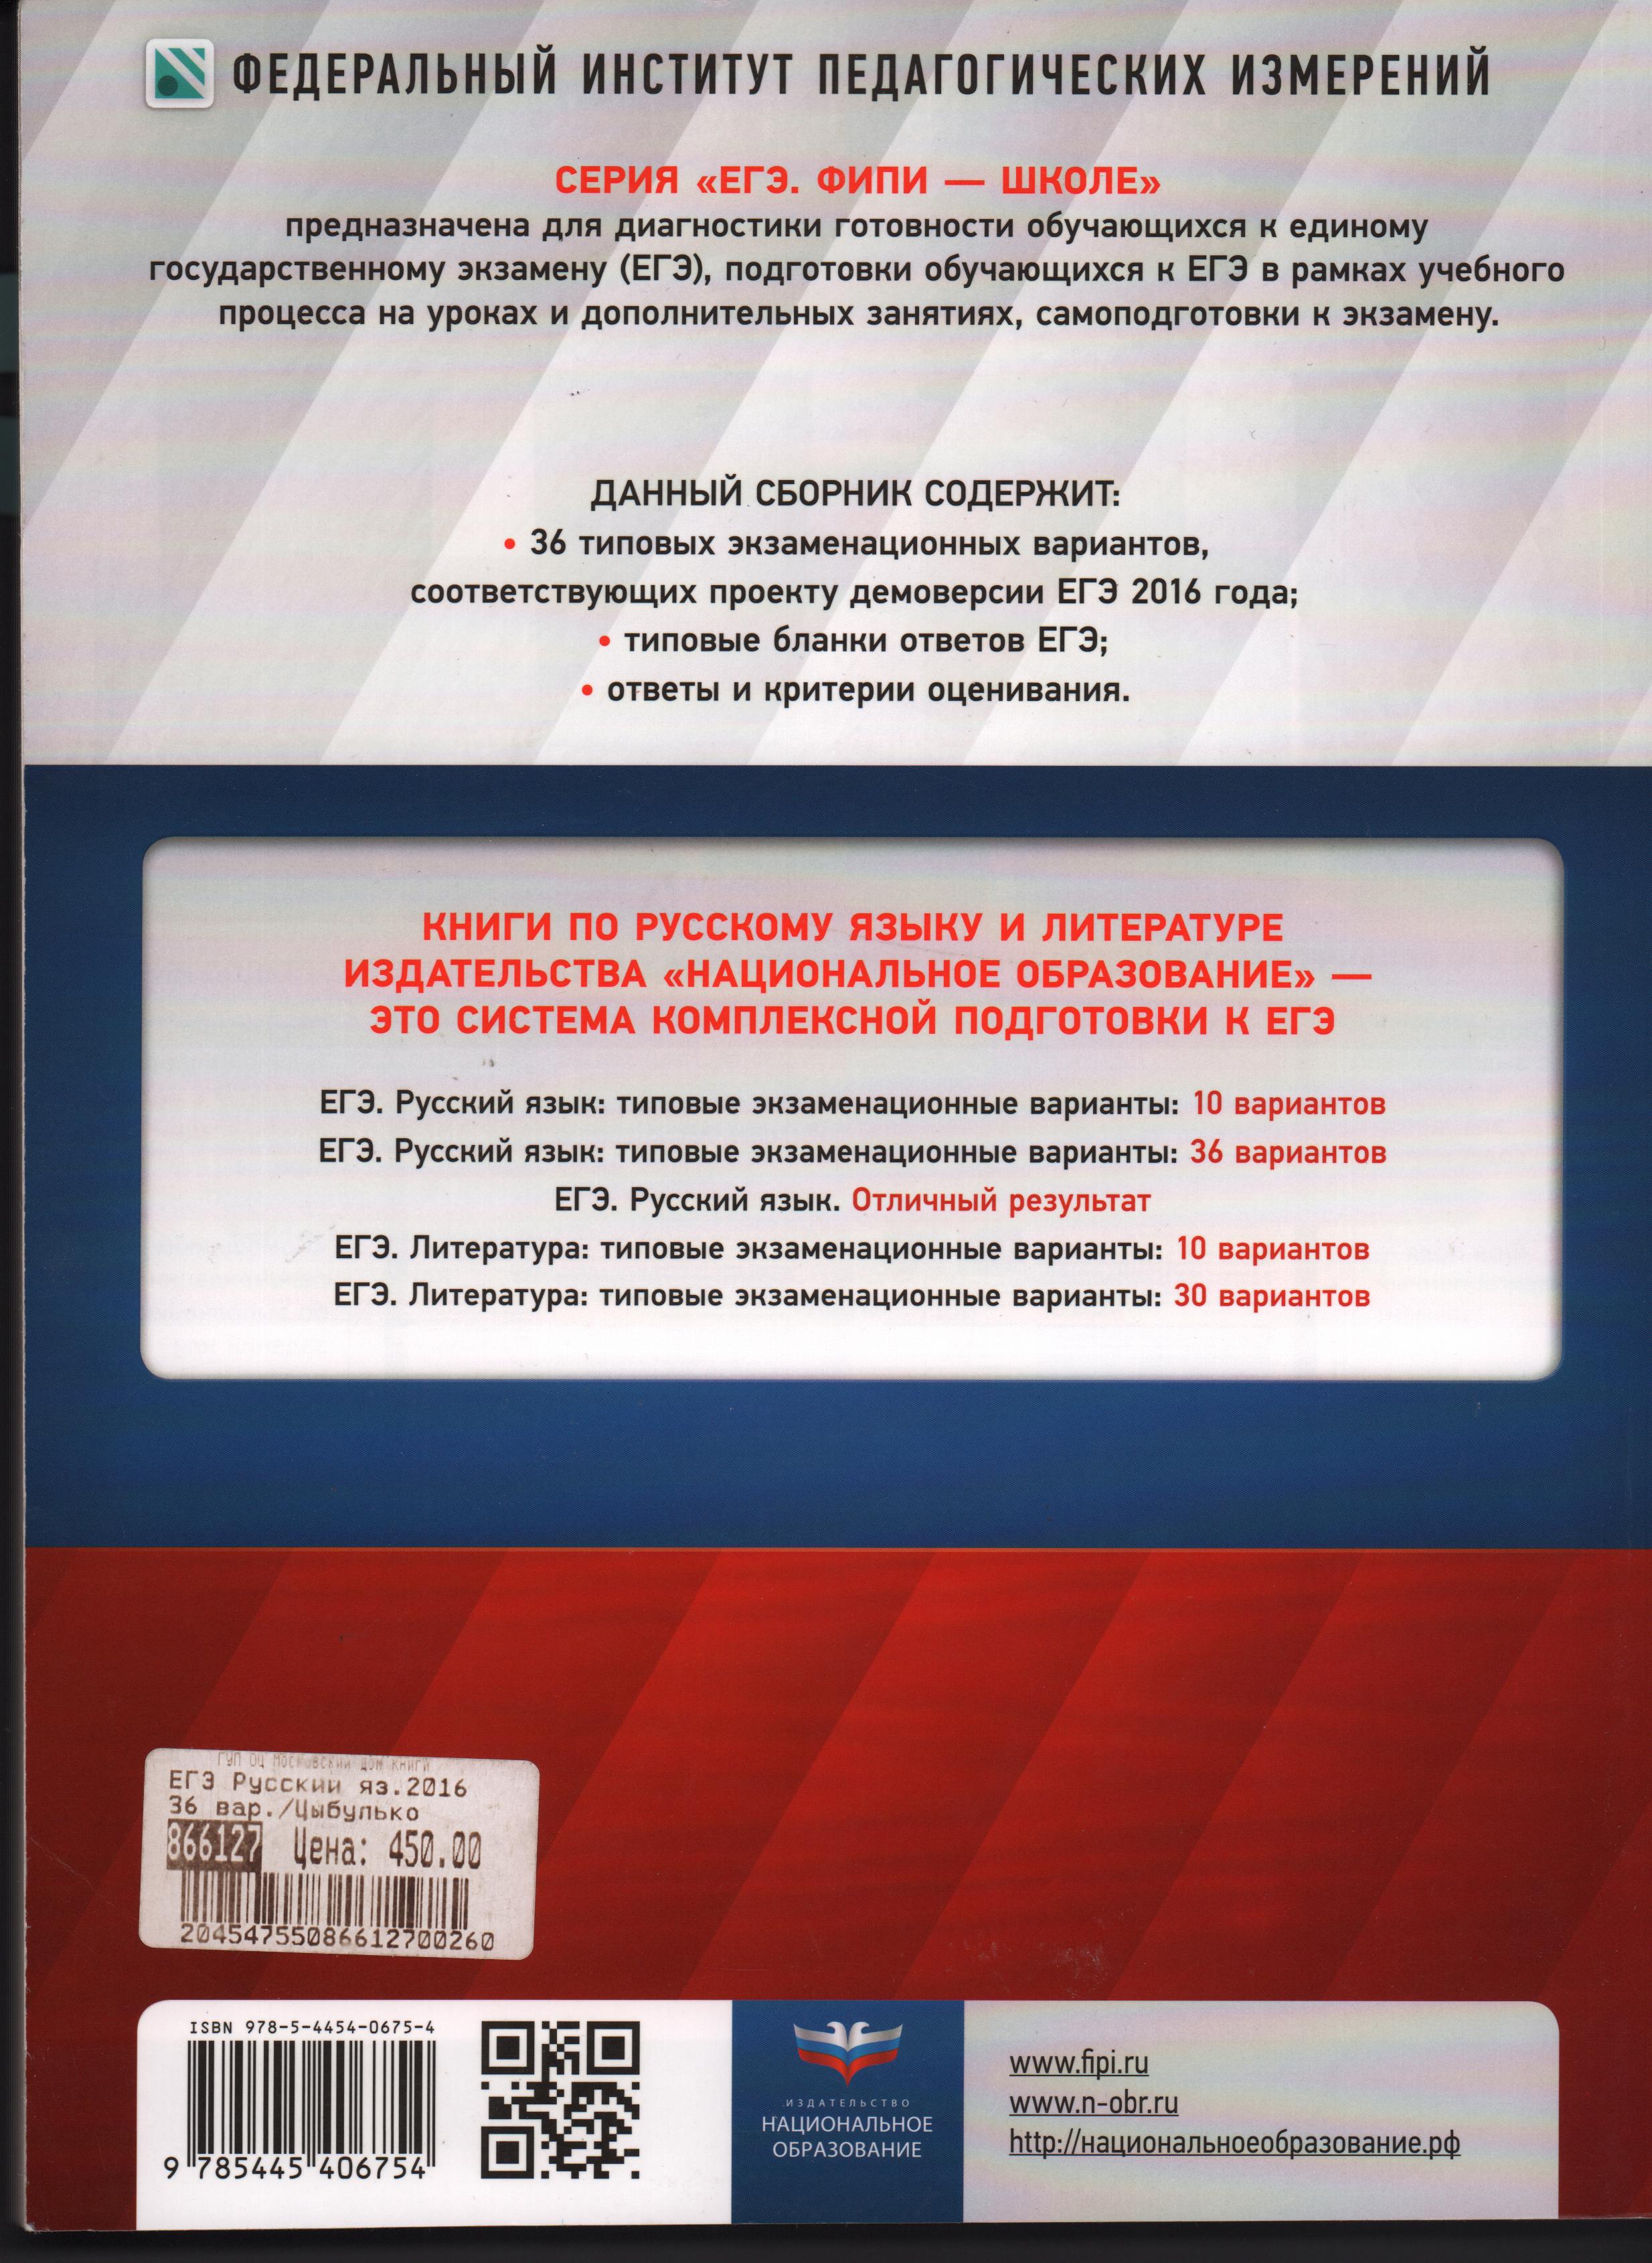 ФЕДЕРАЛЬНЫЙ ИНСТИТУТ ПЕДАГОГИЧЕСКИХ ИЗМЕРЕНИЙ
СЕРИЯ «ЕГЭ. ФИПИ — ШКОЛЕ»
предназначена для диагностики готовности обучающихся к единому
государственному экзамену (ЕГЭ), подготовки обучающихся к ЕГЭ в рамках учебного
процесса на уроках и дополнительных занятиях, самоподготовки к экзамену.
ДАННЫЙ СБОРНИК СОДЕРЖИТ:
• 36 типовых экзаменационных вариантов,
соответствующих проекту демоверсии ЕГЭ 2016 года;
• типовые бланки ответов ЕГЭ;
• ответы и критерии оценивания.
КНИГИ ПО РУССКОМУ ЯЗЫКУ И ЛИТЕРАТУРЕ
ИЗДАТЕЛЬСТВА «НАЦИОНАЛЬНОЕ ОБРАЗОВАНИЕ» —
ЭТО СИСТЕМА КОМПЛЕКСНОЙ ПОДГОТОВКИ К ЕГЭ
ЕГЭ. Русский язык: типовые экзаменационные варианты: 10 вариантов
ЕГЭ. Русский язык: типовые экзаменационные варианты: 36 вариантов
ЕГЭ. Русский язык. Отличный результат
ЕГЭ. Литература: типовые экзаменационные варианты: 10 вариантов
ЕГЭ. Литература: типовые экзаменационные варианты: 30 вариантов
ГУП ОЦ Московский дом книги
ЕГЭ Русский яз.2016
36 вар./Цыбулько
866127 Цена: 450.00
20454755086612700260
ISBN 978-5-4454-0675-4
9 785445 406754
ИЗДАТЕЛЬСТВО
НАЦИОНАЛЬНОЕ
ОБРАЗОВАНИЕ
www.fipi.ru
www.n-obr.ru
http://национальноеобразование.рф